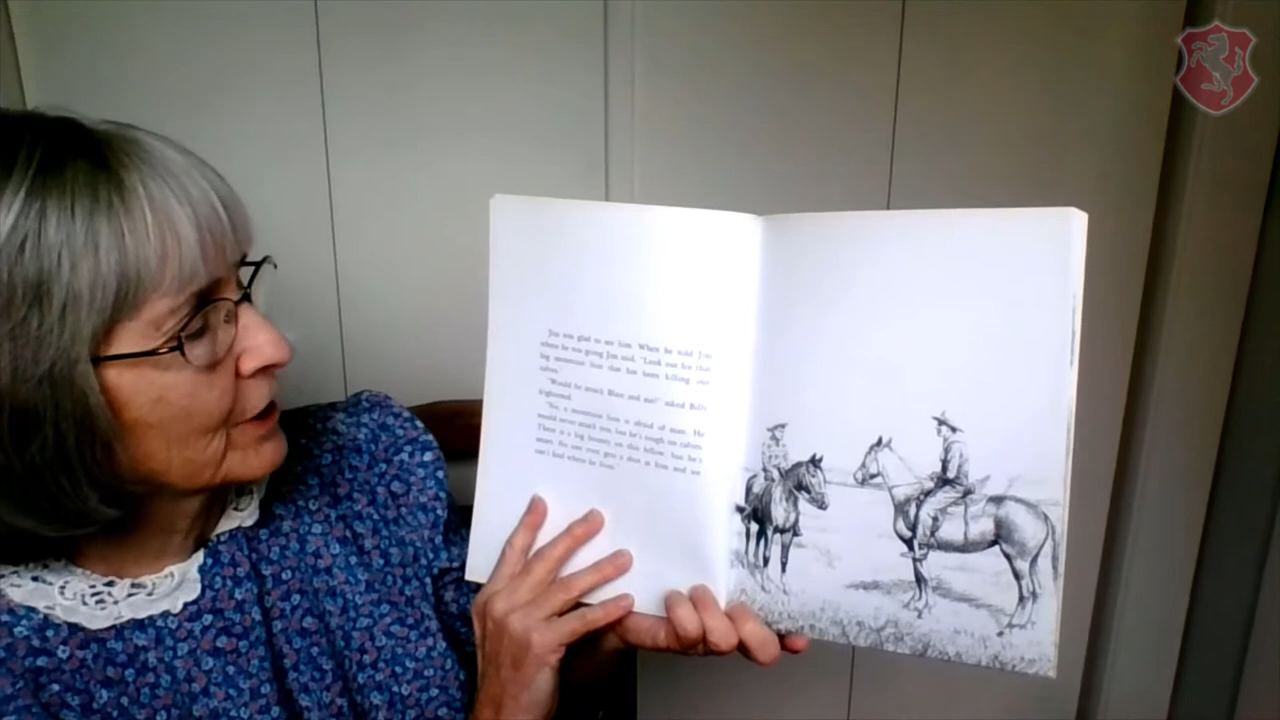 Jim was glad to see him. When he told Jim
where he was going Jim said, "Look out for that
big mountain lion that has been killing our
calves."
"Would he attack Blaze and me?" asked Billy
frightened.
"No, a mountain lion is afraid of man. He
would never attack you, but he's tough on calves.
There is a big bounty on this fellow, but he's
smart. No one ever gets a shot at him and we
can't find where he lives."